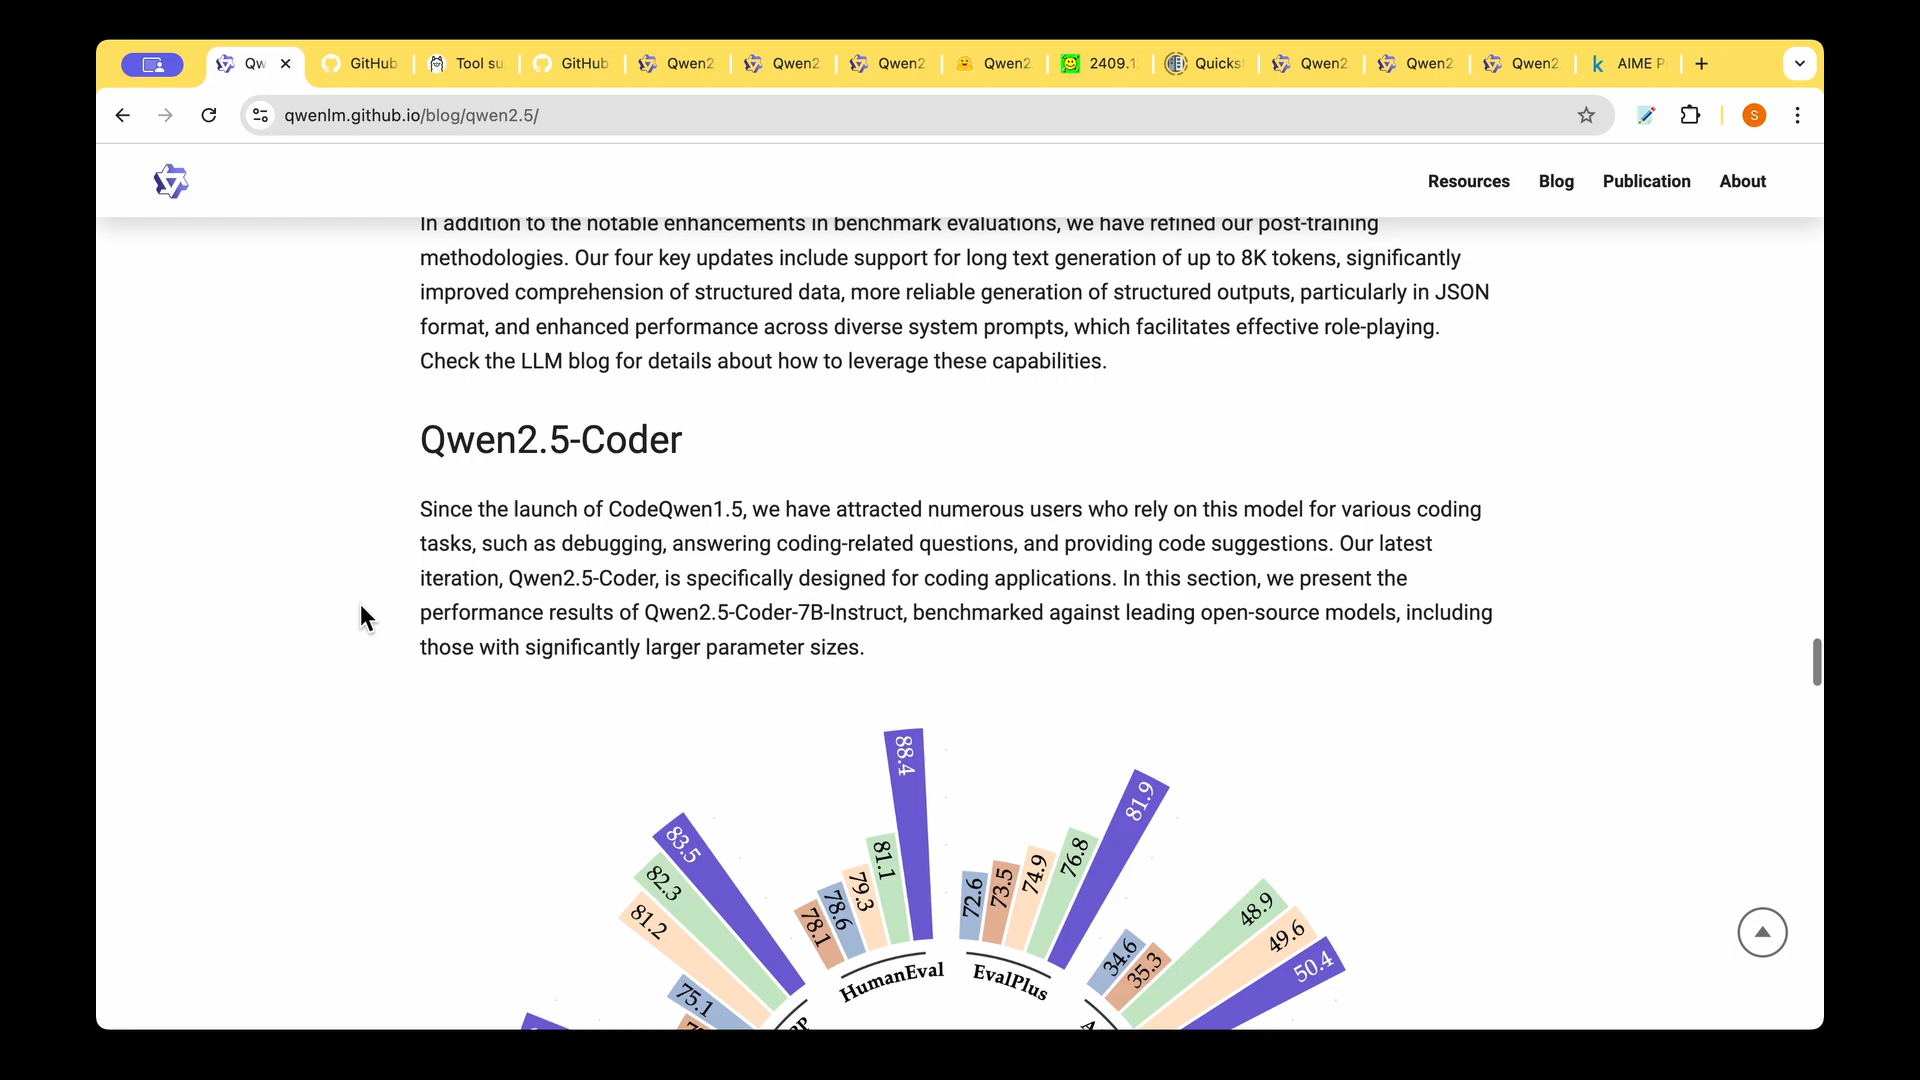 Qw
GitHub
Tool su
GitHub
Qwen2
Qwen2
Qwen2
Qwen2
2409.1
Quicks
Qwen2
Qwen2
Qwen2
AIME P
qwenlm.github.io/blog/qwen2.5/
S
Resources Blog Publication About
In addition to the notable enhancements in benchmark evaluations, we have refined our post-training
methodologies. Our four key updates include support for long text generation of up to 8K tokens, significantly
improved comprehension of structured data, more reliable generation of structured outputs, particularly in JSON
format, and enhanced performance across diverse system prompts, which facilitates effective role-playing.
Check the LLM blog for details about how to leverage these capabilities.
Qwen2.5-Coder
Since the launch of CodeQwen1.5, we have attracted numerous users who rely on this model for various coding
tasks, such as debugging, answering coding-related questions, and providing code suggestions. Our latest
iteration, Qwen2.5-Coder, is specifically designed for coding applications. In this section, we present the
performance results of Qwen2.5-Coder-7B-Instruct, benchmarked against leading open-source models, including
those with significantly larger parameter sizes.
75.1
81.2
82.3
83.5
78.1
78.6
79.3
81.1
88.4
HumanEval
72.6
73.5
74.9
76.8
81.9
EvalPlus
34.6
35.3
48.9
49.6
50.4